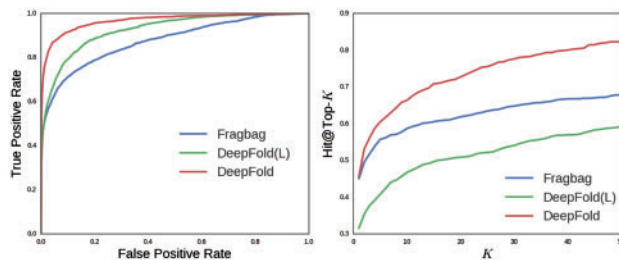 1.0
0.8
0.6
0.4
0.2
0.0
True Positive Rate
Fragbag
DeepFold(L)
DeepFold
0.0 0.2 0.4 0.6 0.8 1.0
False Positive Rate
0.9
0.8
0.7
0.6
0.5
0.4
0.3
Hit@Top-K
Fragbag
DeepFold(L)
DeepFold
0 10 20 30 40 50
K